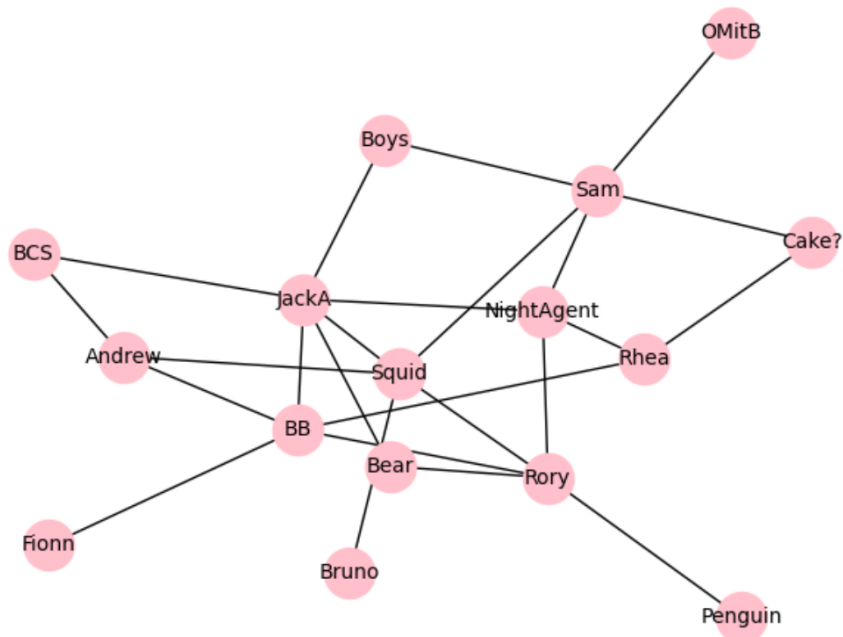 OMitB
Boys
Sam
Cake?
BCS
JackA
NightAgent
Andrew
Squid
Rhea
BB
Bear
Rory
Fionn
Bruno
Penguin